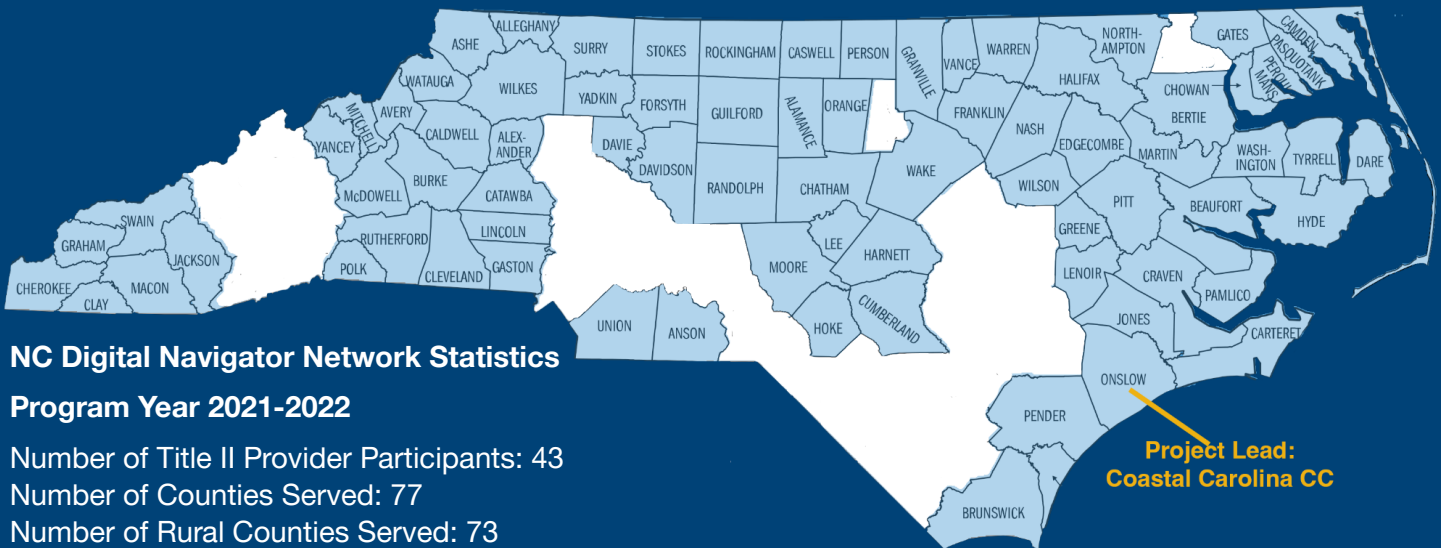 ALLEGHANY
ASHE
SURRY
STOKES
ROCKINGHAM
CASWELL
PERSON
GRANVILLE
VANCE
WARREN
NORTH-
AMPTON
GATES
CAMDEN
PASQUOTANK
PERQUI
MANS
HALIFAX
WATAUGA
WILKES
YADKIN
FORSYTH
GUILFORD
ALAMANCE
ORANGE
FRANKLIN
CHOWAN
BERTIE
MITCHELL
AVERY
CALDWELL
ALEX-
ANDER
DAVIE
NASH
EDGECOMBE
YANCEY
DAVIDSON
MARTIN
WASH-
INGTON
TYRRELL
DARE
McDOWELL
BURKE
CATAWBA
RANDOLPH
CHATHAM
WAKE
WILSON
PITT
BEAUFORT
HYDE
SWAIN
GRAHAM
JACKSON
RUTHERFORD
LINCOLN
LEE
HARNETT
GREENE
CHEROKEE
CLAY
MACON
POLK
CLEVELAND
GASTON
MOORE
LENOIR
CRAVEN
PAMLICO
UNION
ANSON
HOKE
CUMBERLAND
JONES
CARTERET
ONSLOW
PENDER
BRUNSWICK
Project Lead:
Coastal Carolina CC
NC Digital Navigator Network Statistics
Program Year 2021-2022
Number of Title II Provider Participants: 43
Number of Counties Served: 77
Number of Rural Counties Served: 73